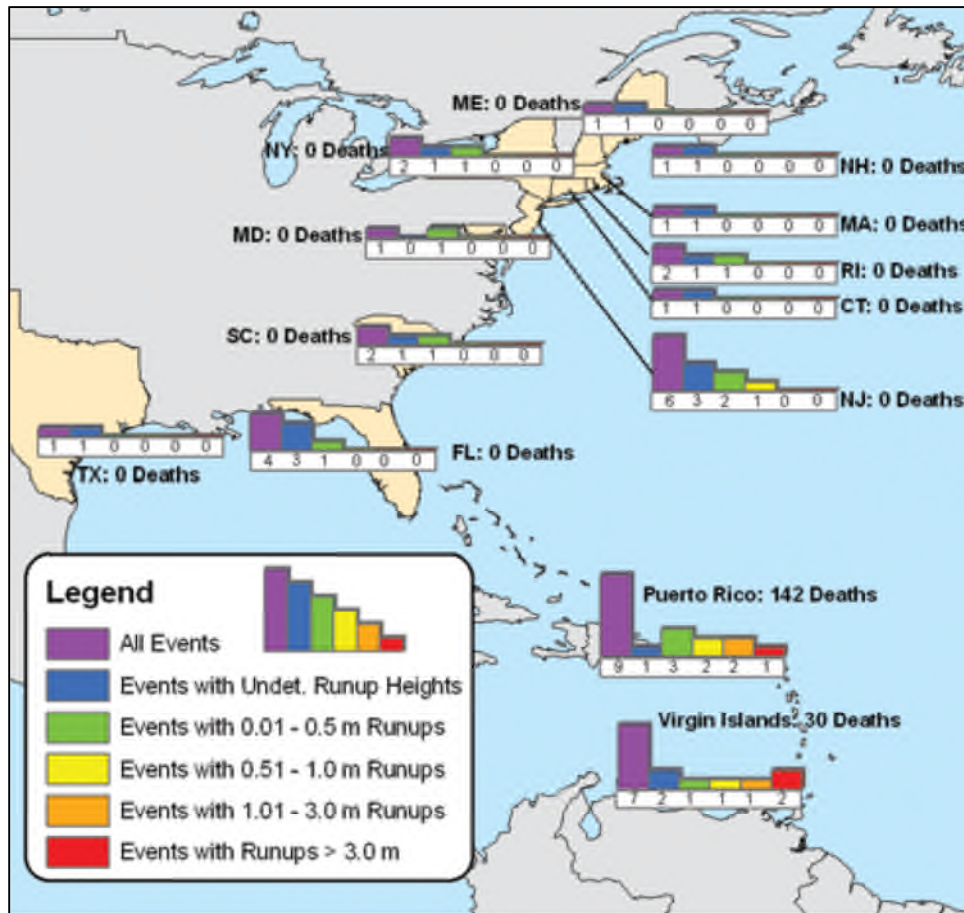 ME: 0 Deaths
1 1 0 0 0 0
NY: 0 Deaths
2 1 1 0 0 0
1 1 0 0 0 0
NH: 0 Deaths
1 1 0 0 0 0
MA: 0 Deaths
MD: 0 Deaths
1 0 1 0 0 0
2 1 1 0 0 0
RI: 0 Deaths
1 1 0 0 0 0
CT: 0 Deaths
SC: 0 Deaths
2 1 1 0 0 0
6 3 2 1 0 0
NJ: 0 Deaths
1 1 0 0 0 0
TX: 0 Deaths
4 3 1 0 0 0
FL: 0 Deaths
Puerto Rico: 142 Deaths
9 1 3 2 2 1
Virgin Islands: 30 Deaths
7 2 1 1 1 2
Legend
All Events
Events with Undet. Runup Heights
Events with 0.01 - 0.5 m Runups
Events with 0.51 - 1.0 m Runups
Events with 1.01 - 3.0 m Runups
Events with Runups > 3.0 m